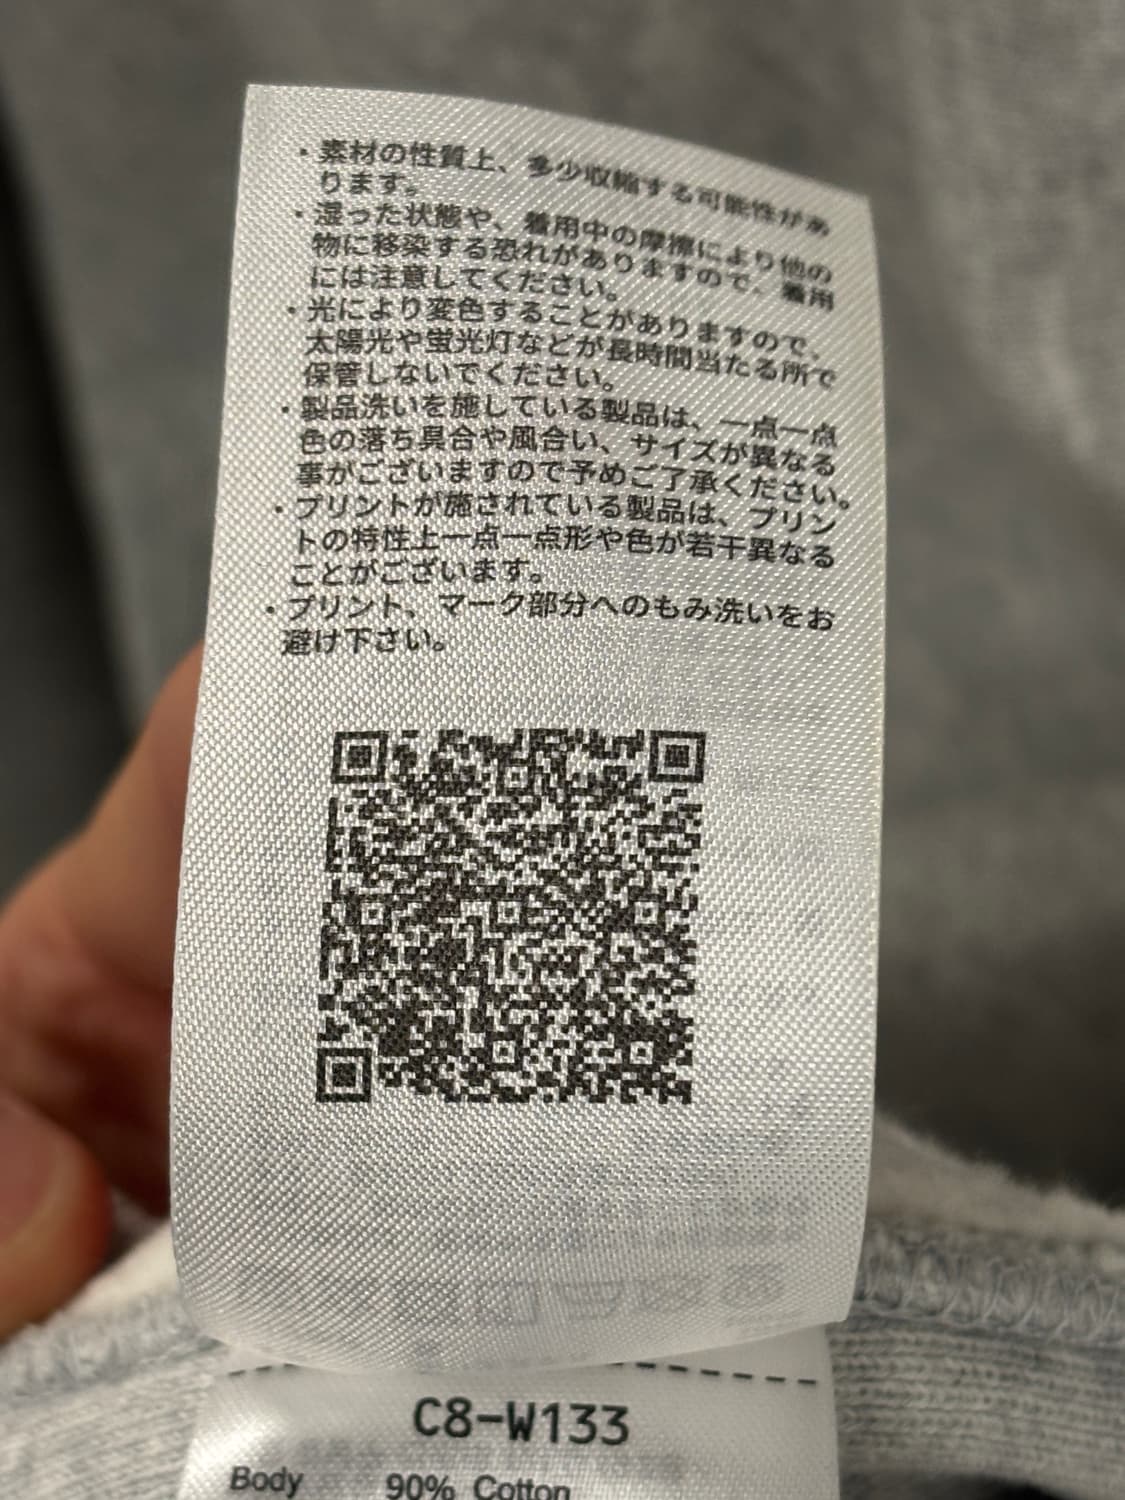 ・素材の性質上、多少収縮する可能性があ
ります。
・湿った状態や、着用中の摩擦により他の
物に移染する恐れがありますので、着用
には注意してください。
・光により変色することがありますので、
太陽光や蛍光灯などが長時間当たる所で
保管しないでください。
・製品洗いを施している製品は、一点一点
色の落ち具合や風合い、サイズが異なる
事がございますので予めご了承ください。
・プリントが施されている製品は、プリン
トの特性上一点一点形や色が若干異なる
ことがございます。
・プリント、マーク部分へのもみ洗いをお
避け下さい。
C8-W133
Body 90% Cotton